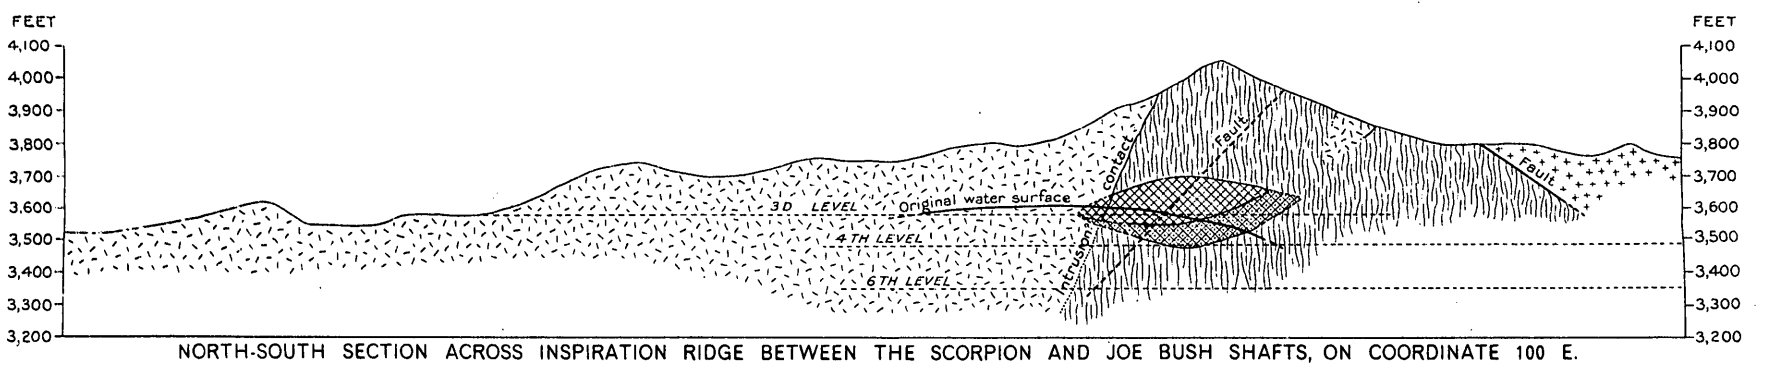 FEET
4,100
4,000
3,900
3,800
3,700
3,600
3,500
3,400
3,300
3,200
FEET
4,100
4,000
3,900
3,800
3,700
3,600
3,500
3,400
3,300
3,200
Fault
Intrusion contact
Fault
Original water surface
3D LEVEL
4TH LEVEL
6TH LEVEL
NORTH-SOUTH SECTION ACROSS INSPIRATION RIDGE BETWEEN THE SCORPION AND JOE BUSH SHAFTS, ON COORDINATE 100 E.